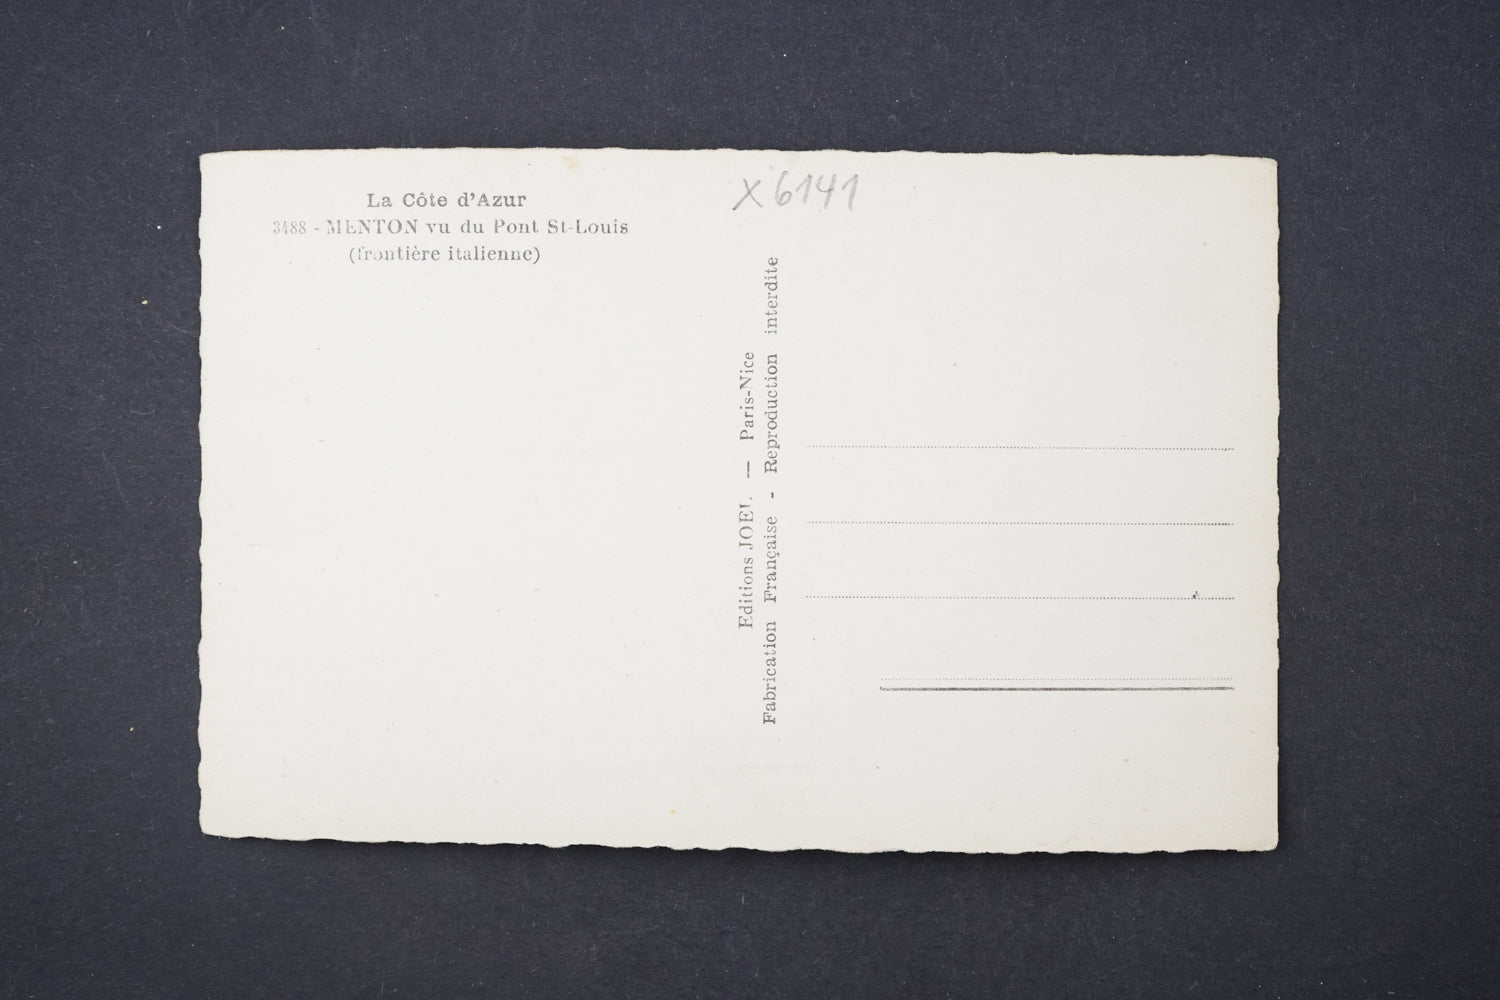 La Côte d'Azur
3488 - MENTON vu du Pont St-Louis
(frontière italienne)
X 6141
Editions JOEL — Paris-Nice
Fabrication Française - Reproduction interdite